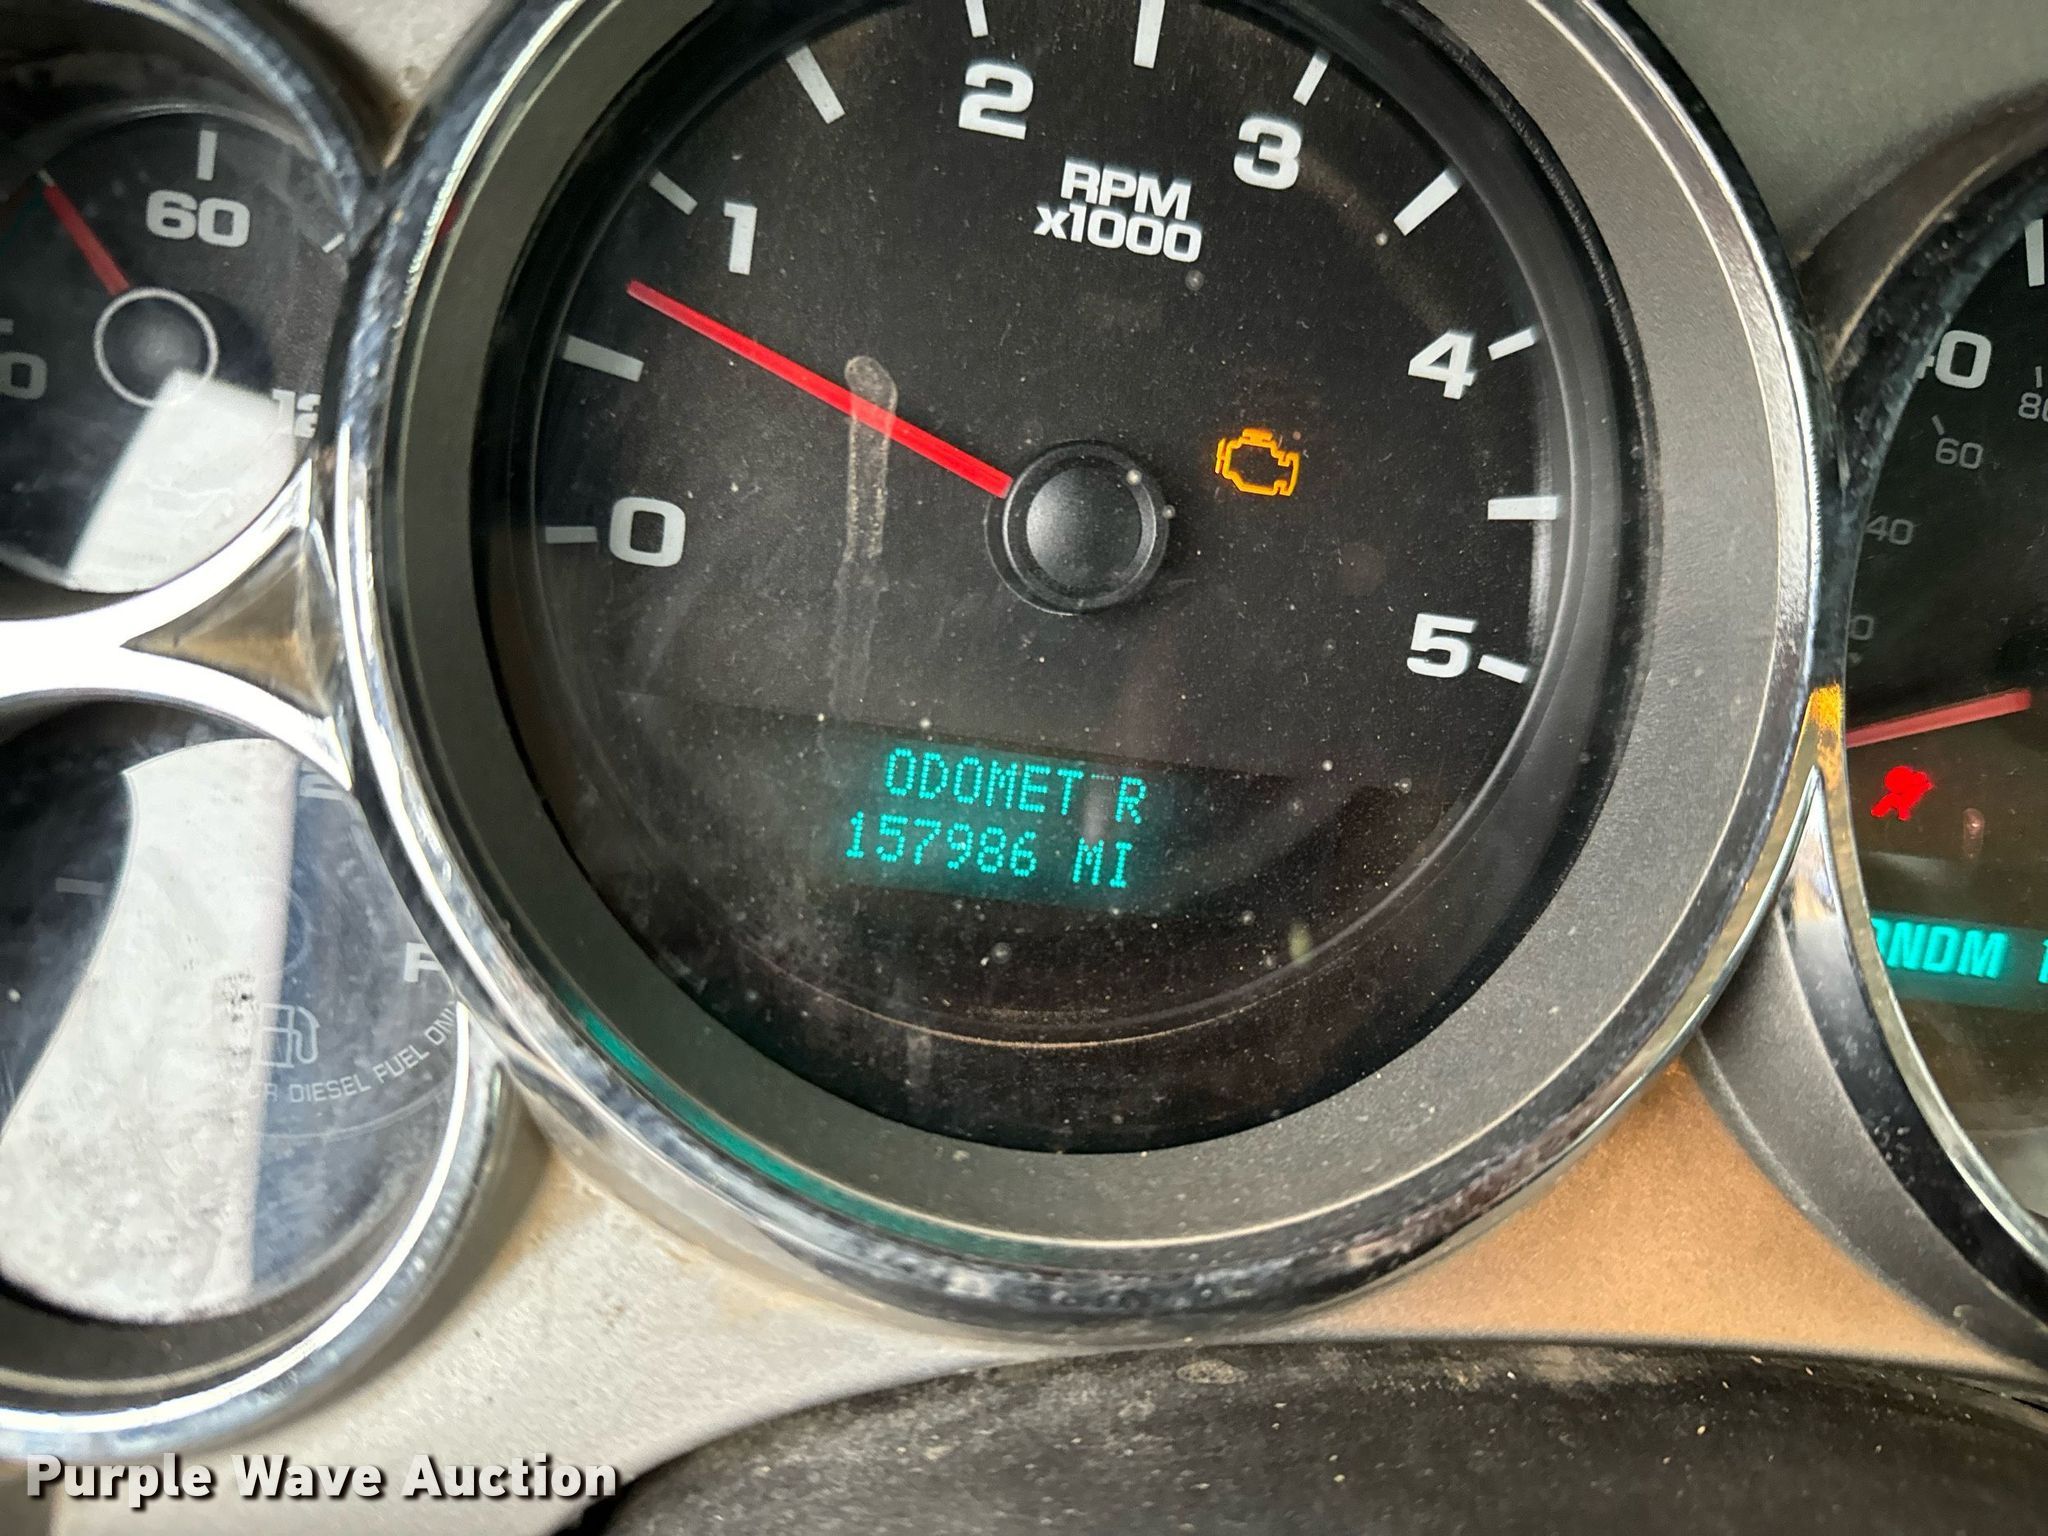 60
2
3
RPM
x1000
1
4
40
80
60
40
0
5
ODOMET R
157986 MI
F
DIESEL FUEL ONL
Purple Wave Auction